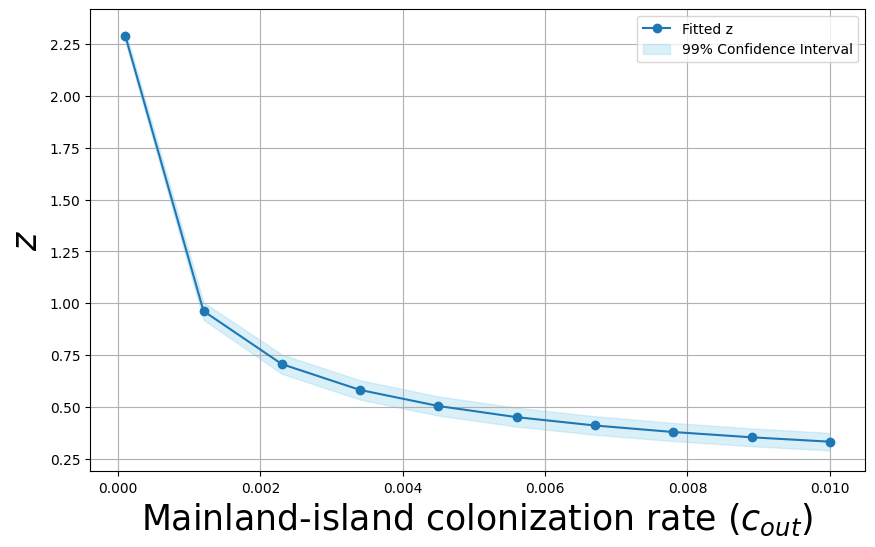 Fitted z
99% Confidence Interval
2.25
2.00
1.75
1.50
1.25
1.00
0.75
0.50
0.25
z
0.000 0.002 0.004 0.006 0.008 0.010
Mainland-island colonization rate (c_out)